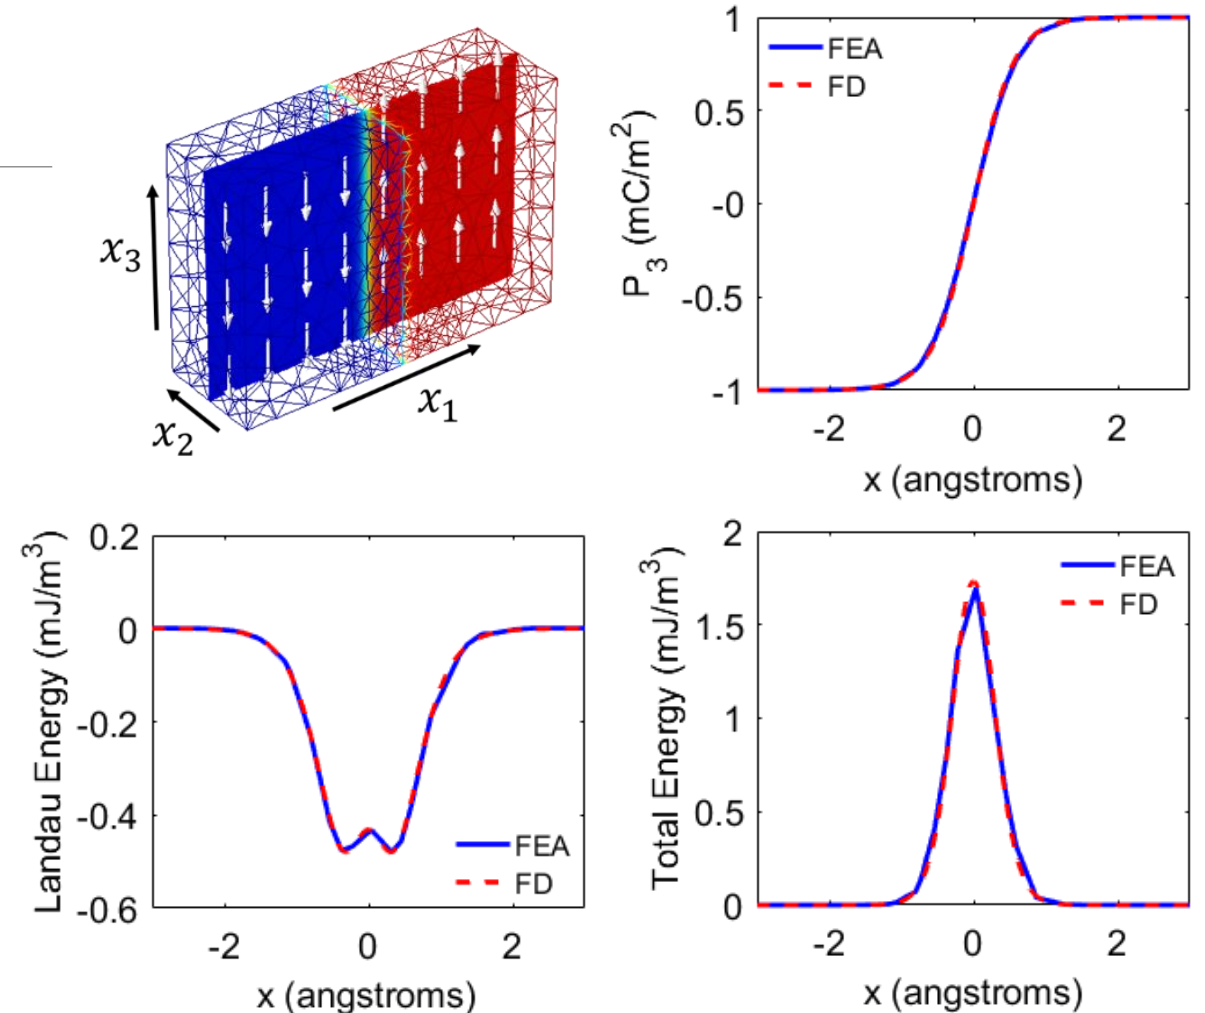 x₃
x₂
x₁
1
0.5
-0
-0.5
-1
P₃ (mC/m²)
FEA
FD
-2
0
2
x (angstroms)
0.2
0
-0.2
-0.4
-0.6
Landau Energy (mJ/m³)
FEA
FD
-2
0
2
x (angstroms)
2
1.5
1
0.5
0
Total Energy (mJ/m³)
FEA
FD
-2
0
2
x (angstroms)